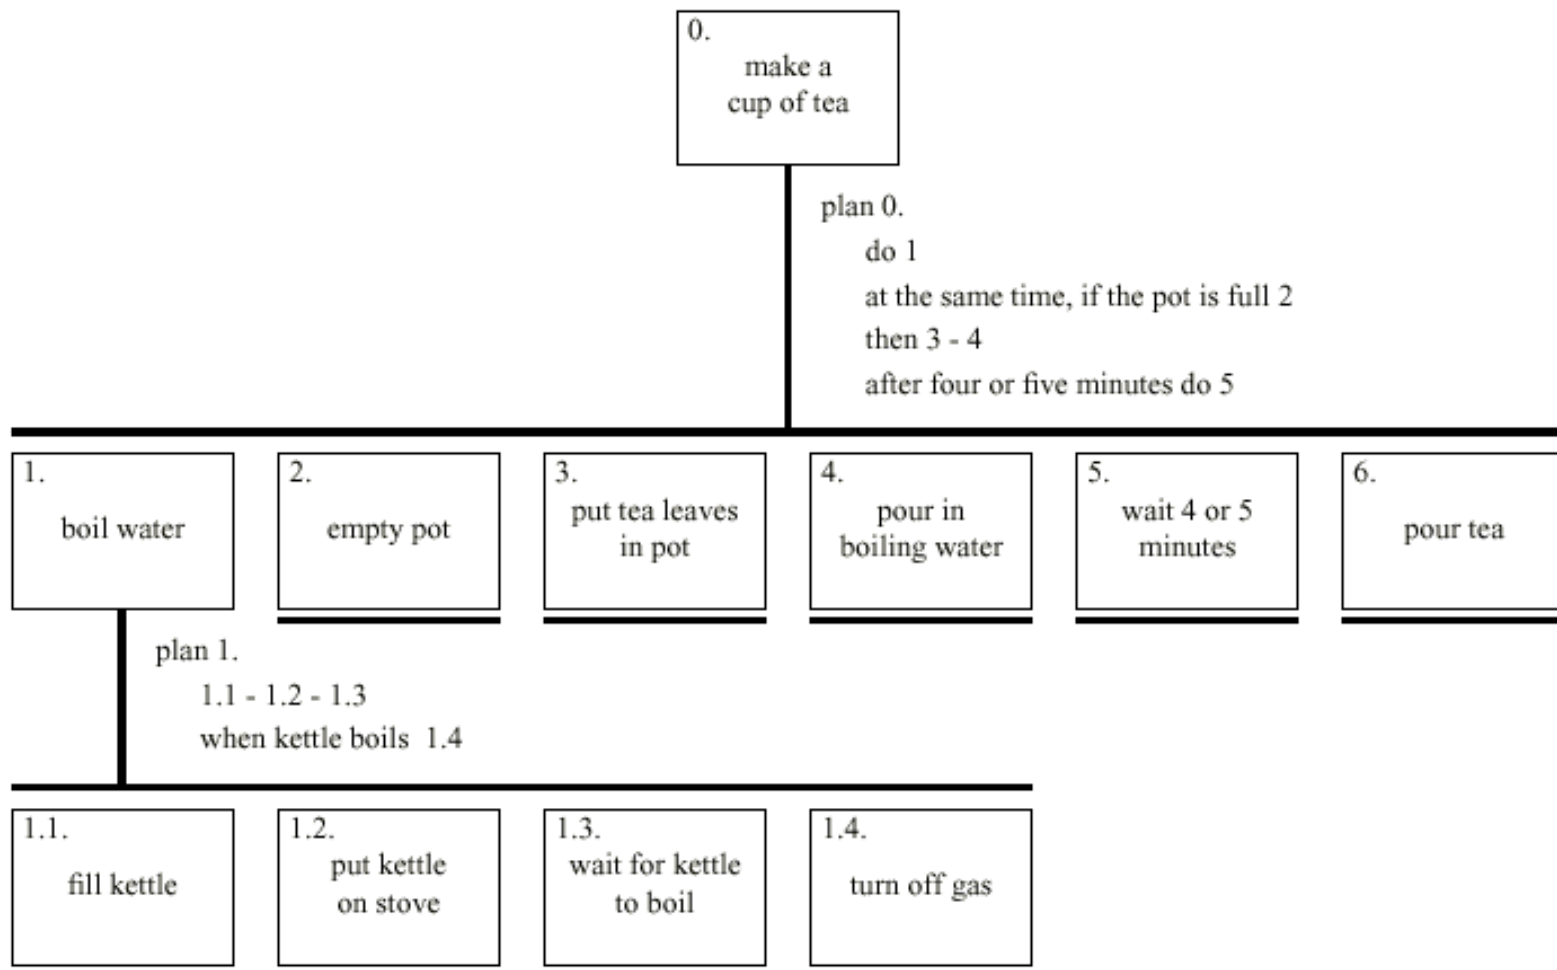 0.
make a
cup of tea
plan 0.
do 1
at the same time, if the pot is full 2
then 3 - 4
after four or five minutes do 5
1.
boil water
2.
empty pot
3.
put tea leaves
in pot
4.
pour in
boiling water
5.
wait 4 or 5
minutes
6.
pour tea
plan 1.
1.1 - 1.2 - 1.3
when kettle boils 1.4
1.1.
fill kettle
1.2.
put kettle
on stove
1.3.
wait for kettle
to boil
1.4.
turn off gas